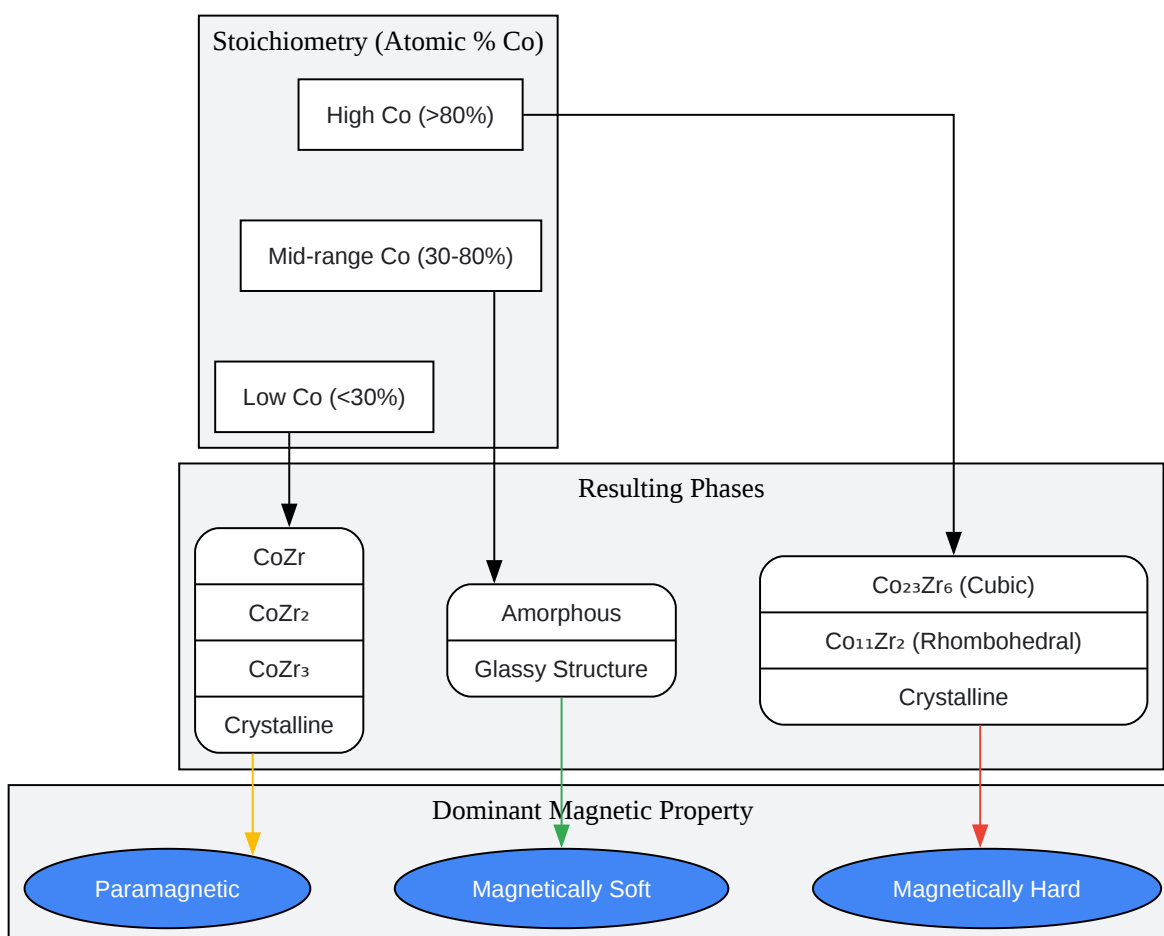 Stoichiometry (Atomic % Co)
High Co (>80%)
Mid-range Co (30-80%)
Low Co (<30%)
Resulting Phases
CoZr
CoZr₂
CoZr₃
Crystalline
Amorphous
Glassy Structure
Co₂₃Zr₆ (Cubic)
Co₁₁Zr₂ (Rhombohedral)
Crystalline
Dominant Magnetic Property
Paramagnetic
Magnetically Soft
Magnetically Hard